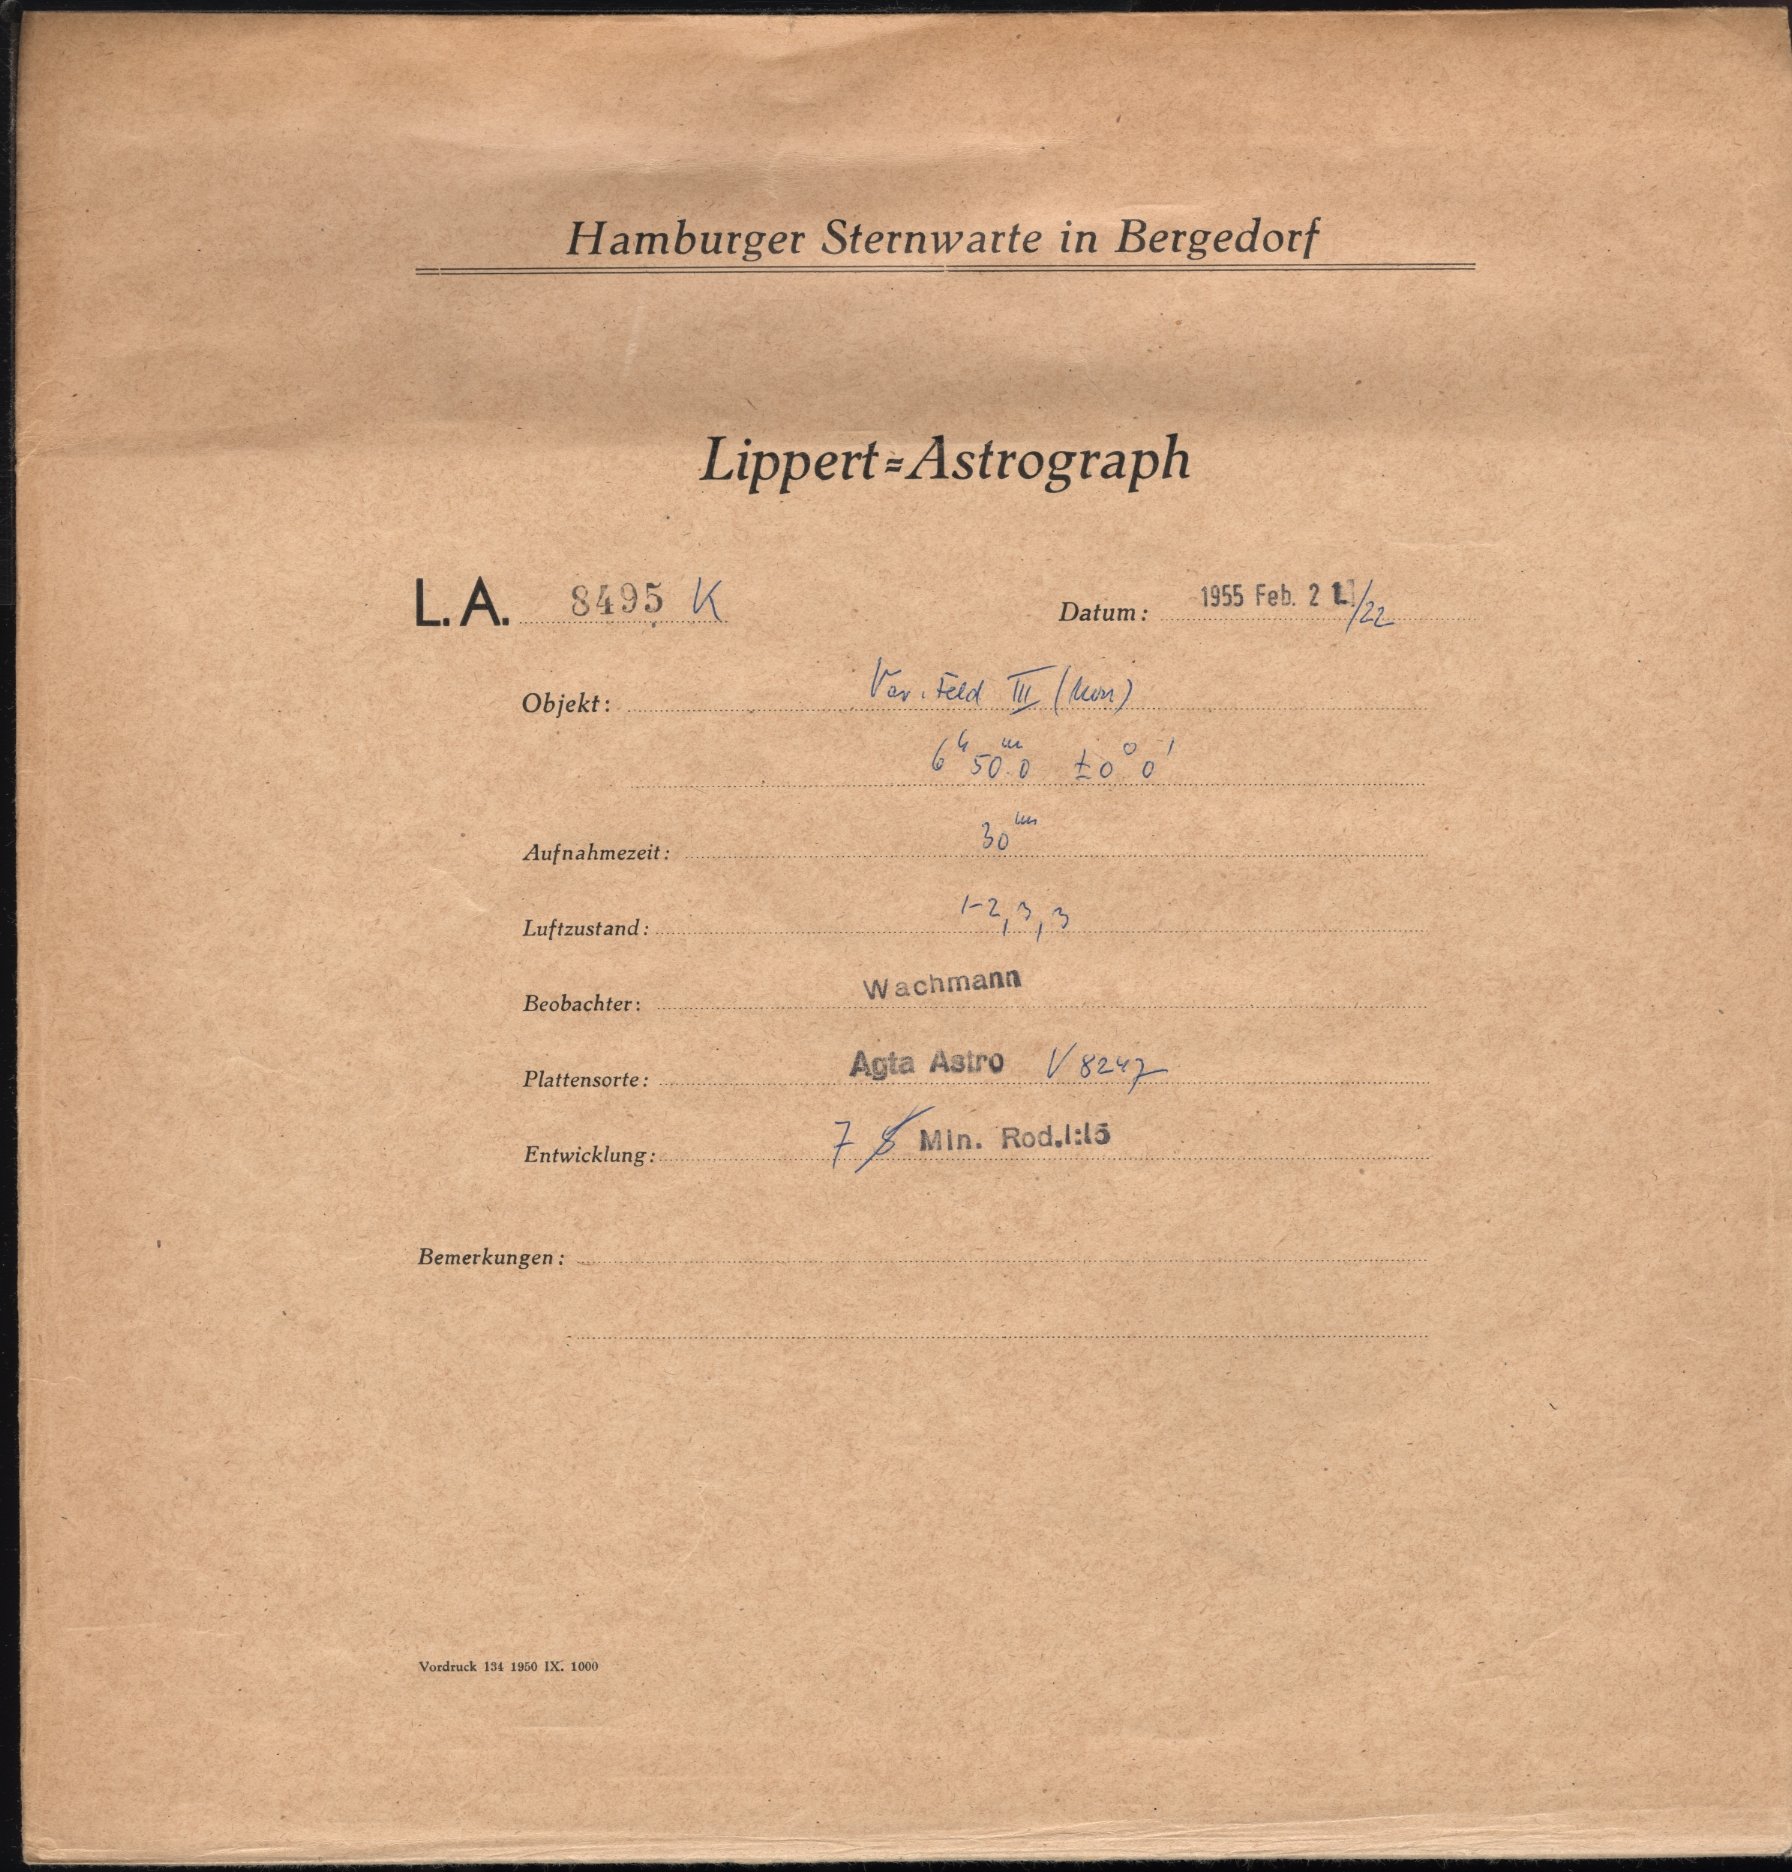 Hamburger Sternwarte in Bergedorf
Lippert=Astrograph
L. A. 8495 K
Datum: 1955 Feb. 21/22
Objekt: Var. Feld III (Mon)
6h 50m.0 ±0° 0'
Aufnahmezeit: 30m
Luftzustand: 1-2, 3, 3
Beobachter: Wachmann
Plattensorte: Agfa Astro V 8247
Entwicklung: 7 8 Min. Rod. 1:15
Bemerkungen:
Vordruck 134 1950 IX. 1000